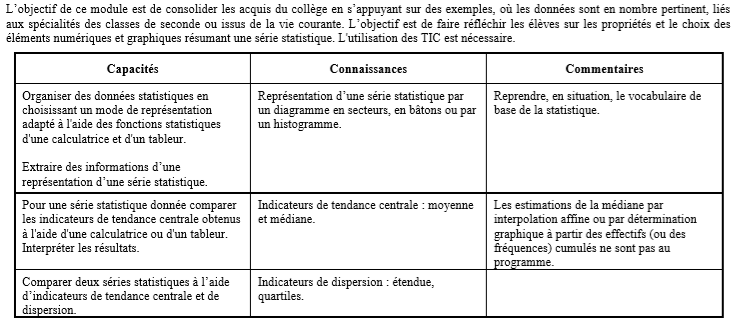 L’objectif de ce module est de consolider les acquis du collège en s’appuyant sur des exemples, où les données sont en nombre pertinent, liés
aux spécialités des classes de seconde ou issus de la vie courante. L’objectif est de faire réfléchir les élèves sur les propriétés et le choix des
éléments numériques et graphiques résumant une série statistique. L'utilisation des TIC est nécessaire.
Capacités
Connaissances
Commentaires
Organiser des données statistiques en
choisissant un mode de représentation
adapté à l'aide des fonctions statistiques
d'une calculatrice et d'un tableur.
Extraire des informations d’une
représentation d’une série statistique.
Représentation d’une série statistique par
un diagramme en secteurs, en bâtons ou par
un histogramme.
Reprendre, en situation, le vocabulaire de
base de la statistique.
Pour une série statistique donnée comparer
les indicateurs de tendance centrale obtenus
à l'aide d'une calculatrice ou d'un tableur.
Interpréter les résultats.
Indicateurs de tendance centrale : moyenne
et médiane.
Les estimations de la médiane par
interpolation affine ou par détermination
graphique à partir des effectifs (ou des
fréquences) cumulés ne sont pas au
programme.
Comparer deux séries statistiques à l’aide
d’indicateurs de tendance centrale et de
dispersion.
Indicateurs de dispersion : étendue,
quartiles.